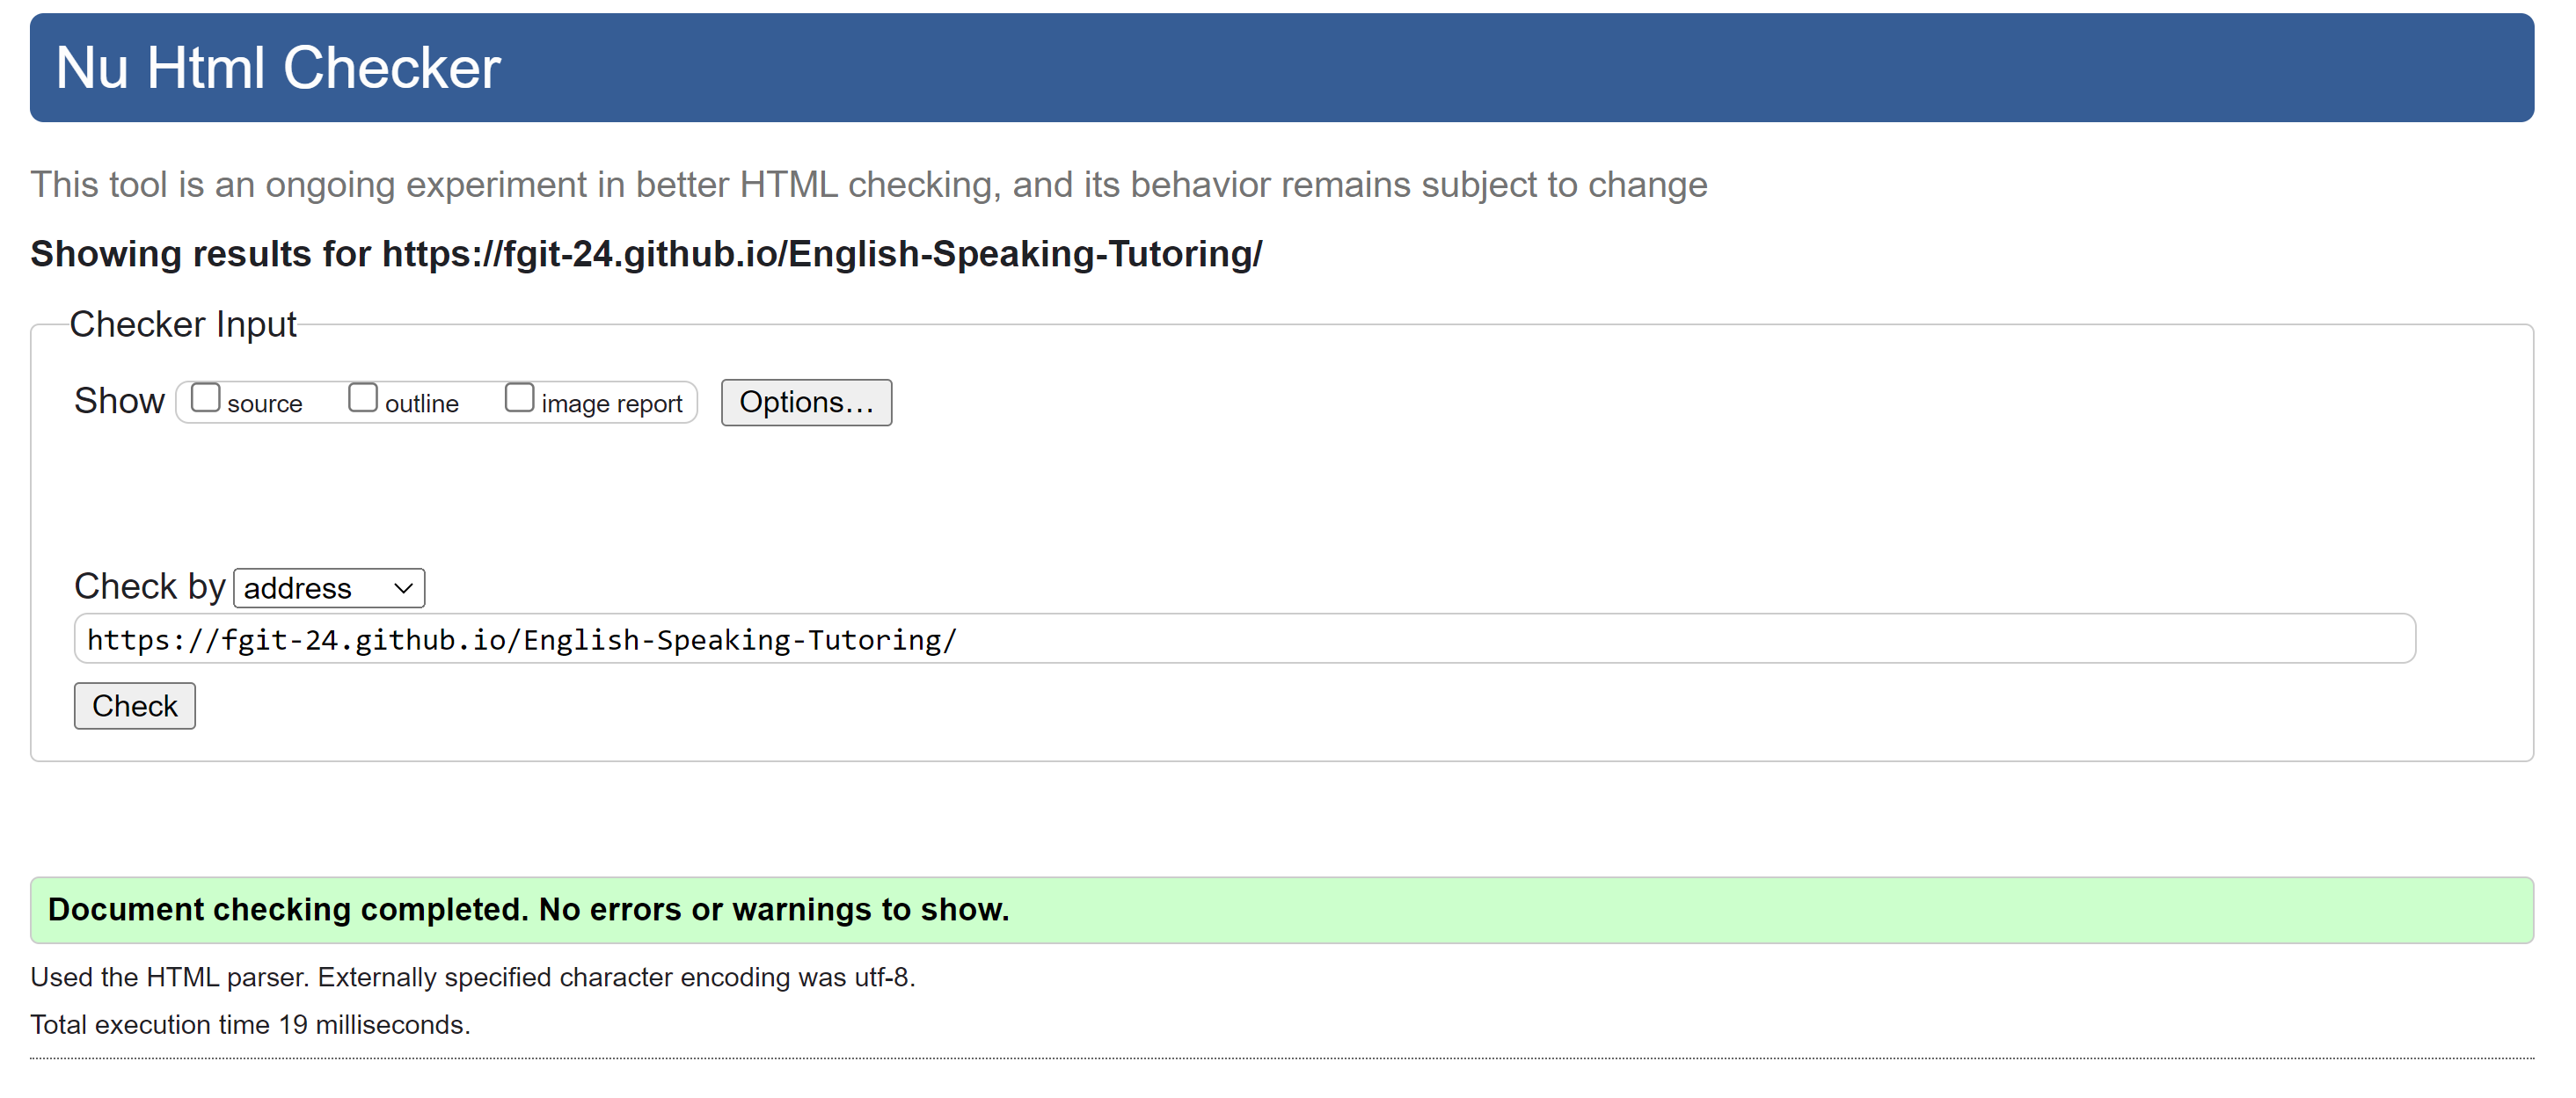 Nu Html Checker
This tool is an ongoing experiment in better HTML checking, and its behavior remains subject to change
Showing results for https://fgit-24.github.io/English-Speaking-Tutoring/
Checker Input
Show source outline image report Options…
Check by address
https://fgit-24.github.io/English-Speaking-Tutoring/
Check
Document checking completed. No errors or warnings to show.
Used the HTML parser. Externally specified character encoding was utf-8.
Total execution time 19 milliseconds.